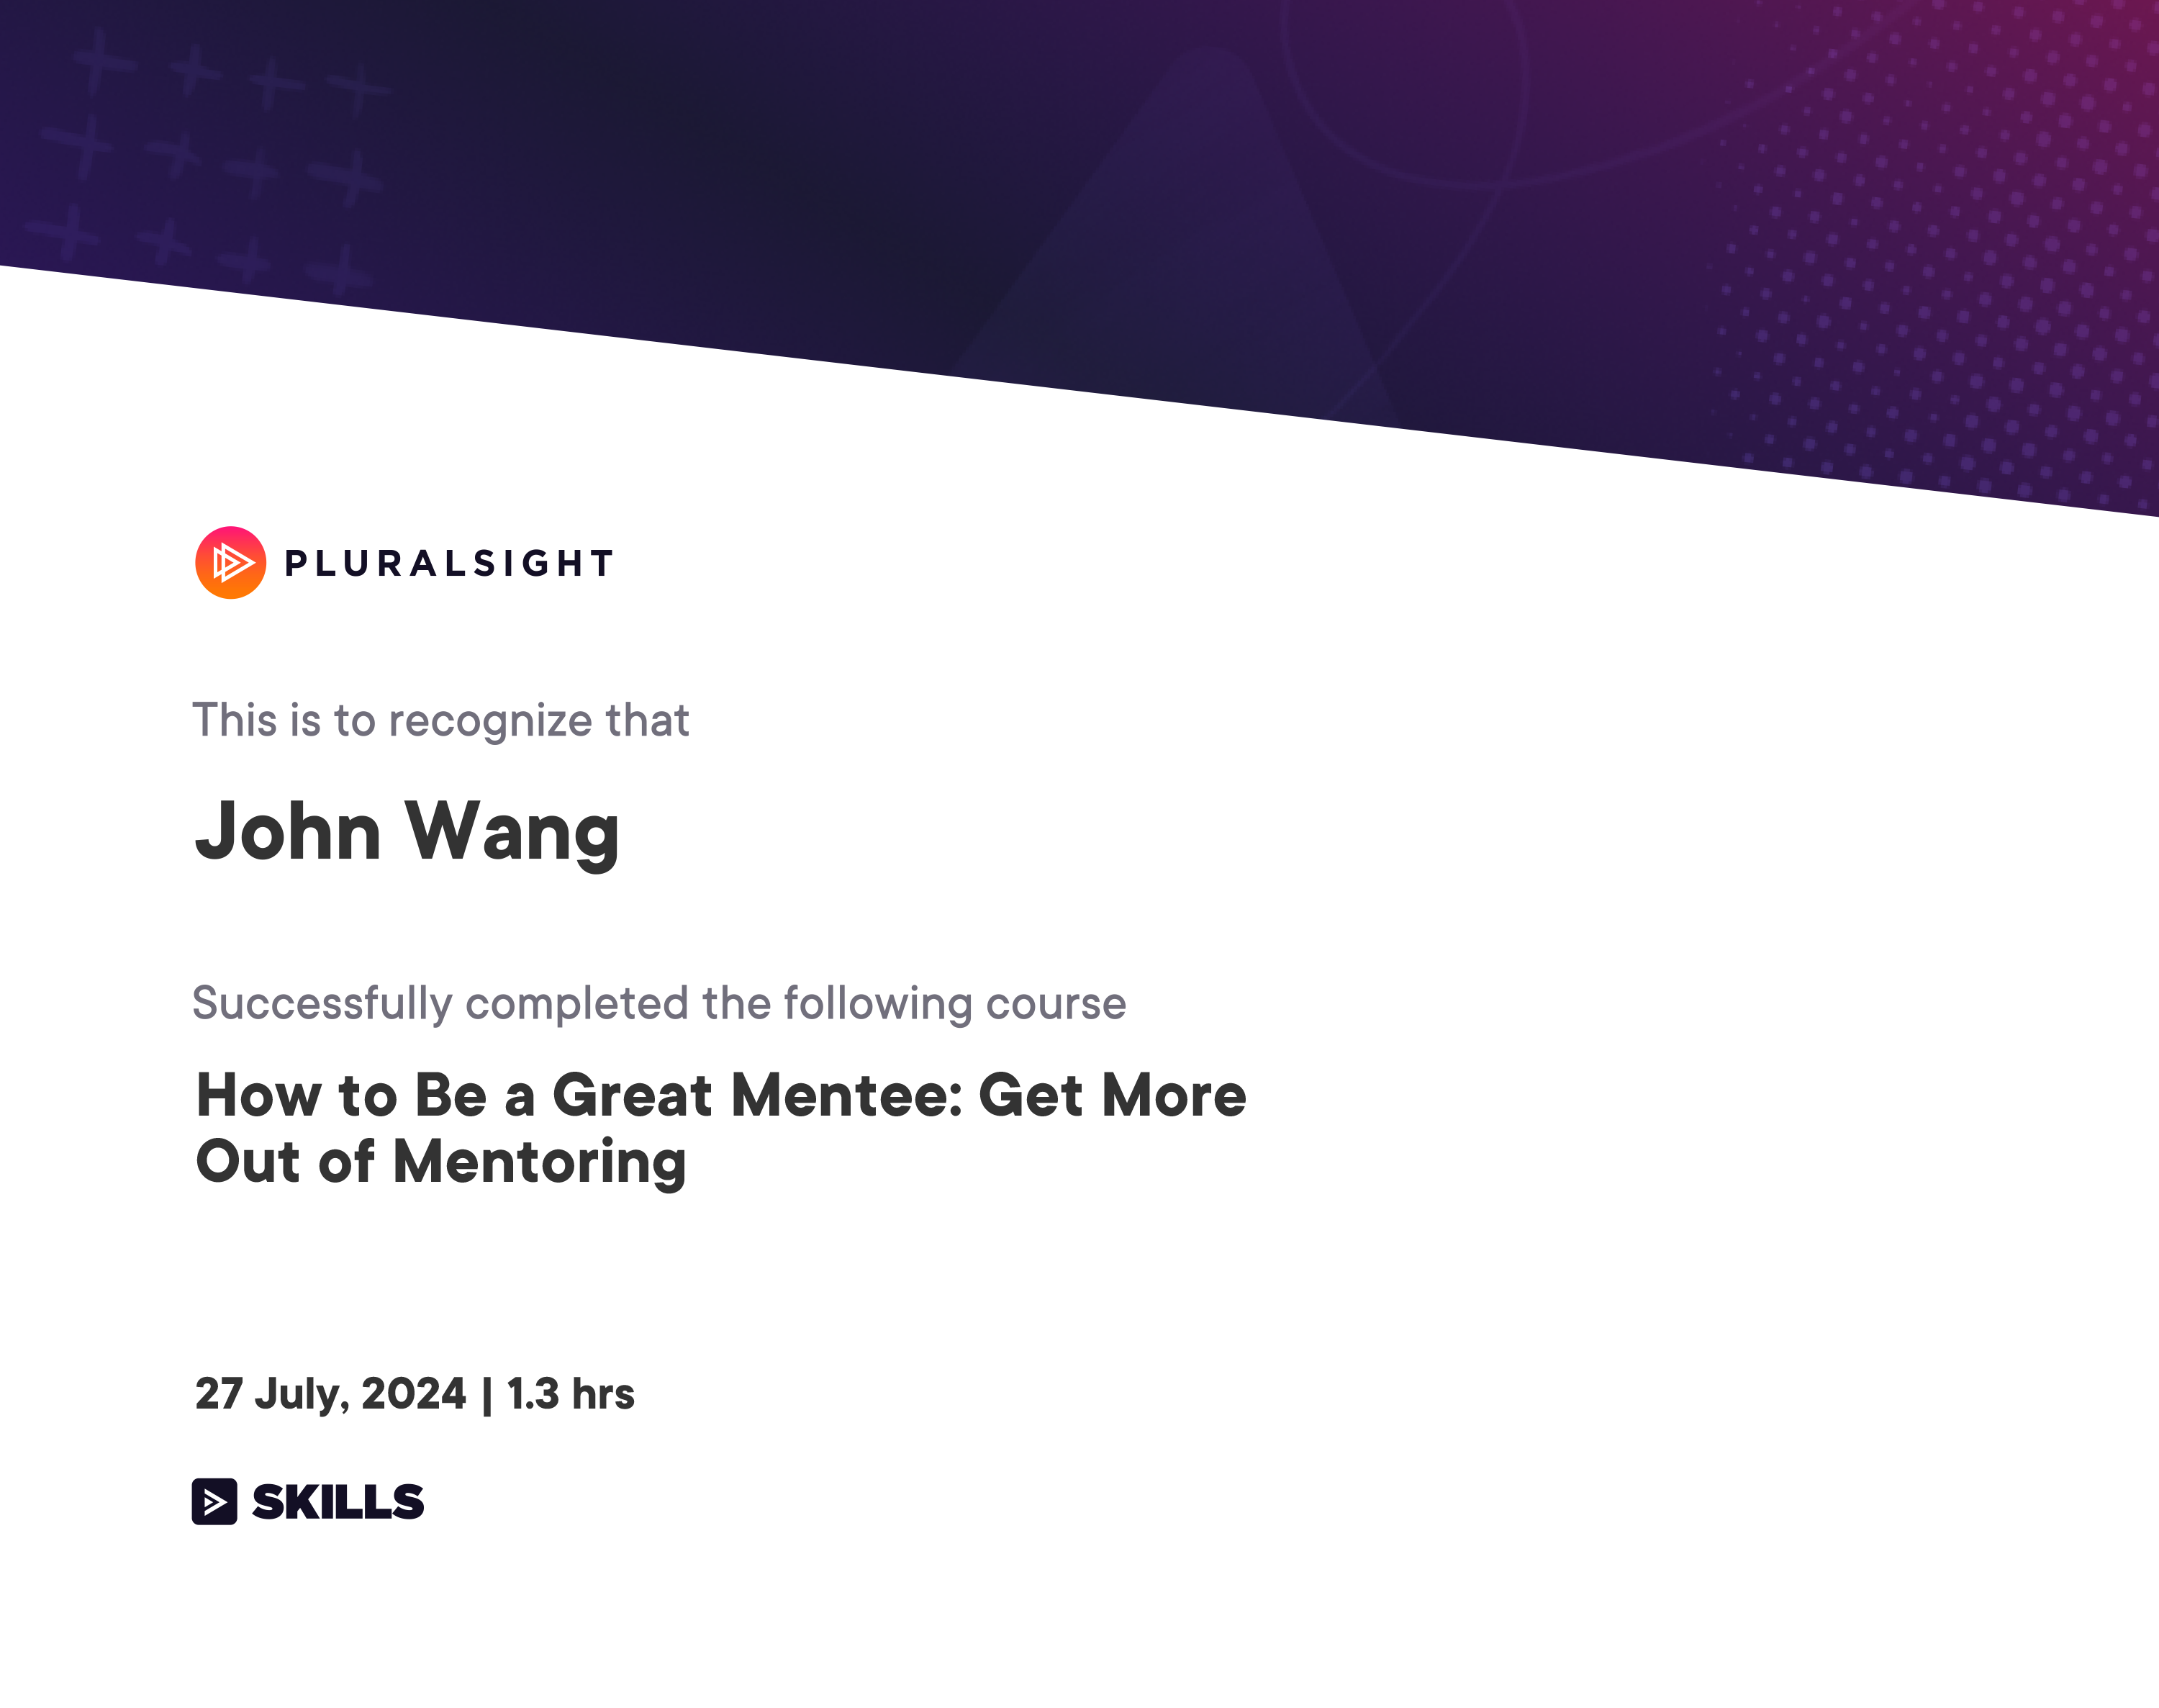 PLURALSIGHT
This is to recognize that
John Wang
Successfully completed the following course
How to Be a Great Mentee: Get More
Out of Mentoring
27 July, 2024 | 1.3 hrs
SKILLS